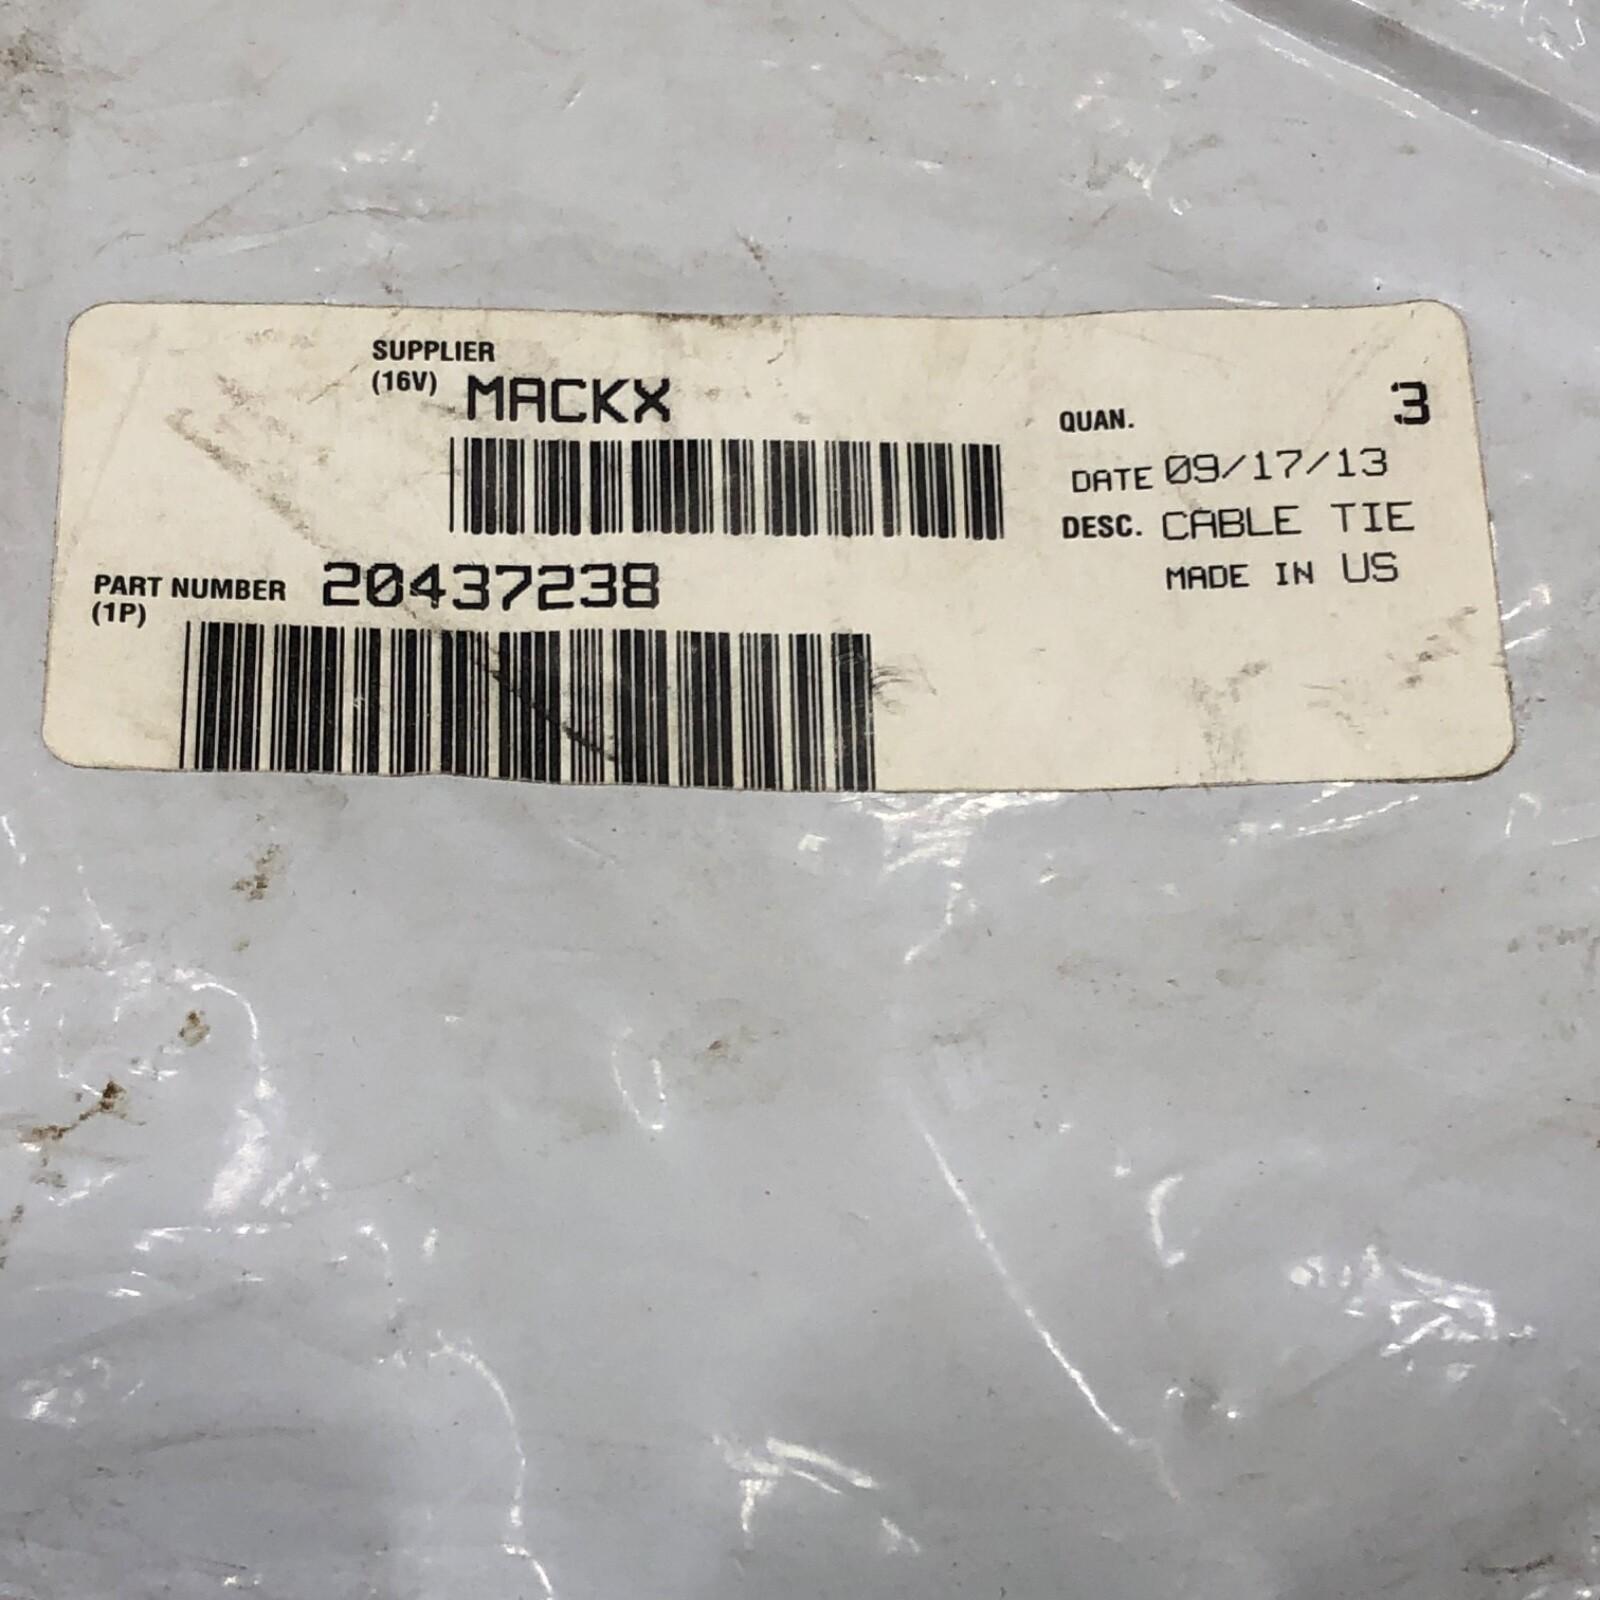 SUPPLIER
(16V) MACKX
QUAN. 3
DATE 09/17/13
DESC. CABLE TIE
MADE IN US
PART NUMBER 20437238
(1P)